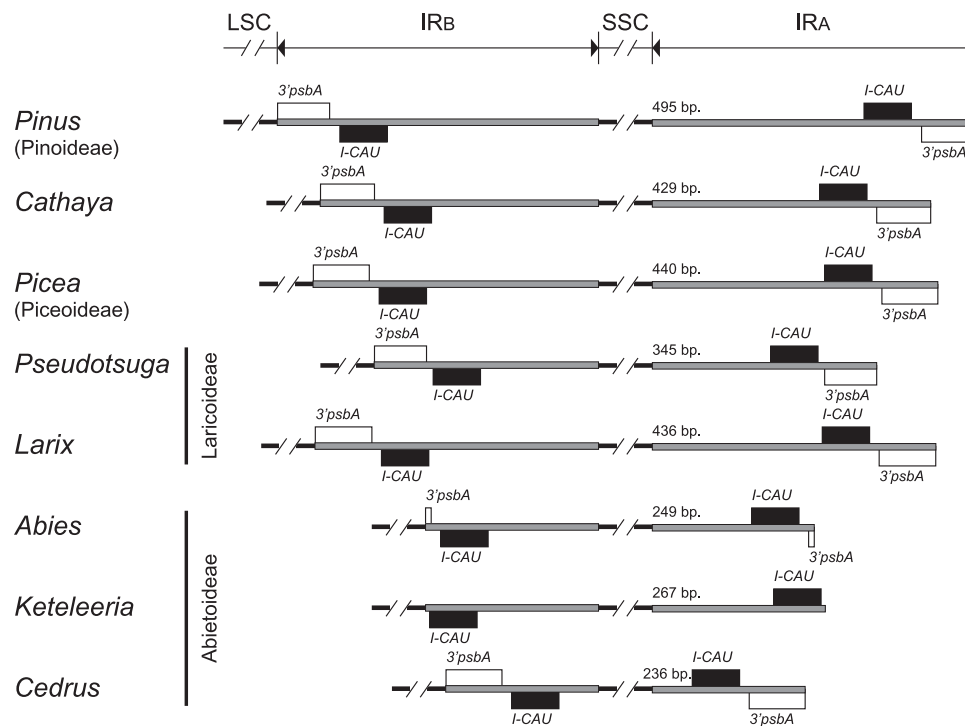 LSC IRB SSC IRA
3'psbA 495 bp. I-CAU
Pinus
(Pinoideae)
I-CAU 3'psbA
3'psbA 429 bp. I-CAU
Cathaya
I-CAU 3'psbA
3'psbA 440 bp. I-CAU
Picea
(Piceoideae)
I-CAU 3'psbA
3'psbA 345 bp. I-CAU
Pseudotsuga
I-CAU 3'psbA
Laricoideae
3'psbA 436 bp. I-CAU
Larix
I-CAU 3'psbA
3'psbA 249 bp. I-CAU
Abies
I-CAU 3'psbA
Abietoideae
267 bp. I-CAU
Keteleeria
I-CAU
3'psbA 236 bp. I-CAU
Cedrus
I-CAU 3'psbA